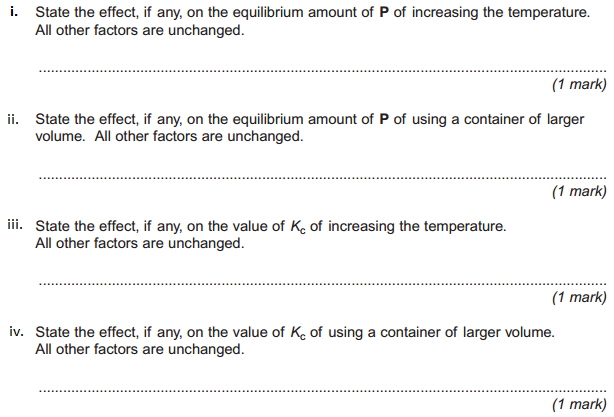 i. State the effect, if any, on the equilibrium amount of P of increasing the temperature.
All other factors are unchanged.
(1 mark)
ii. State the effect, if any, on the equilibrium amount of P of using a container of larger
volume. All other factors are unchanged.
(1 mark)
iii. State the effect, if any, on the value of Kc of increasing the temperature.
All other factors are unchanged.
(1 mark)
iv. State the effect, if any, on the value of Kc of using a container of larger volume.
All other factors are unchanged.
(1 mark)